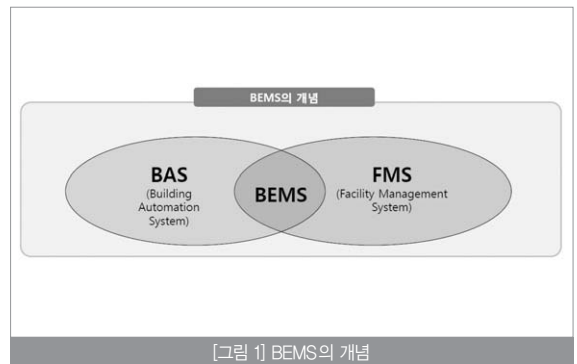 BEMS의 개념
BAS
(Building
Automation
System)
BEMS
FMS
(Facility Management
System)
[그림 1] BEMS의 개념